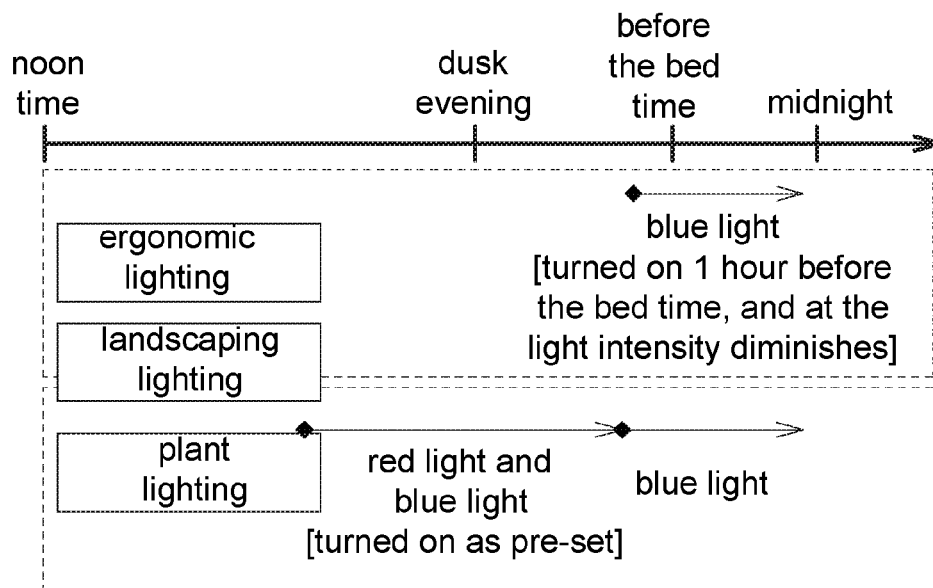 noon
time
dusk
evening
before
the bed
time
midnight
blue light
[turned on 1 hour before
the bed time, and at the
light intensity diminishes]
ergonomic
lighting
landscaping
lighting
plant
lighting
red light and
blue light
[turned on as pre-set]
blue light